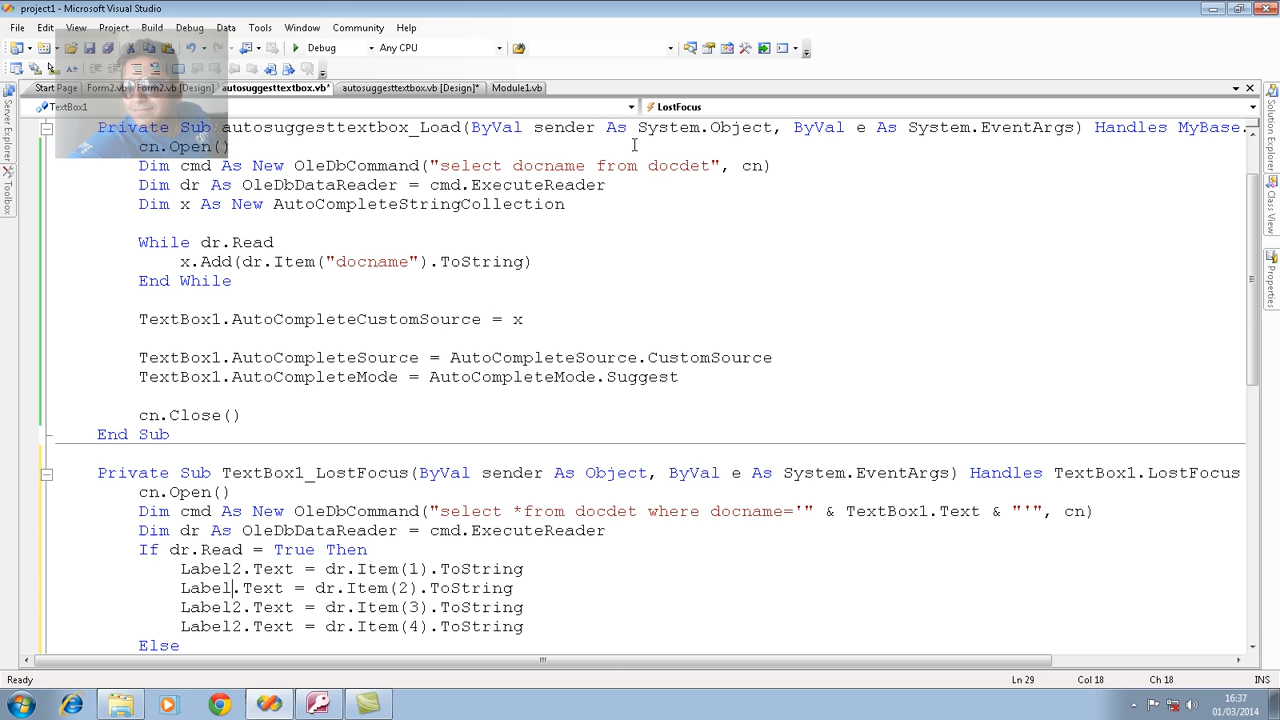 project1 - Microsoft Visual Studio
File Edit View Project Build Debug Data Tools Window Community Help
Debug Any CPU
Start Page Form2.vb Form2.vb [Design] autosuggesttextbox.vb* autosuggesttextbox.vb [Design]* Module1.vb
TextBox1 LostFocus
Private Sub autosuggesttextbox_Load(ByVal sender As System.Object, ByVal e As System.EventArgs) Handles MyBase.
cn.Open()
Dim cmd As New OleDbCommand("select docname from docdet", cn)
Dim dr As OleDbDataReader = cmd.ExecuteReader
Dim x As New AutoCompleteStringCollection
While dr.Read
x.Add(dr.Item("docname").ToString)
End While
TextBox1.AutoCompleteCustomSource = x
TextBox1.AutoCompleteSource = AutoCompleteSource.CustomSource
TextBox1.AutoCompleteMode = AutoCompleteMode.Suggest
cn.Close()
End Sub
Private Sub TextBox1_LostFocus(ByVal sender As Object, ByVal e As System.EventArgs) Handles TextBox1.LostFocus
cn.Open()
Dim cmd As New OleDbCommand("select *from docdet where docname='" & TextBox1.Text & "'", cn)
Dim dr As OleDbDataReader = cmd.ExecuteReader
If dr.Read = True Then
Label2.Text = dr.Item(1).ToString
Label.Text = dr.Item(2).ToString
Label2.Text = dr.Item(3).ToString
Label2.Text = dr.Item(4).ToString
Else
Server Explorer
Toolbox
Solution Explorer
Class View
Properties
Ready Ln 29 Col 18 Ch 18 INS
16:37
01/03/2014